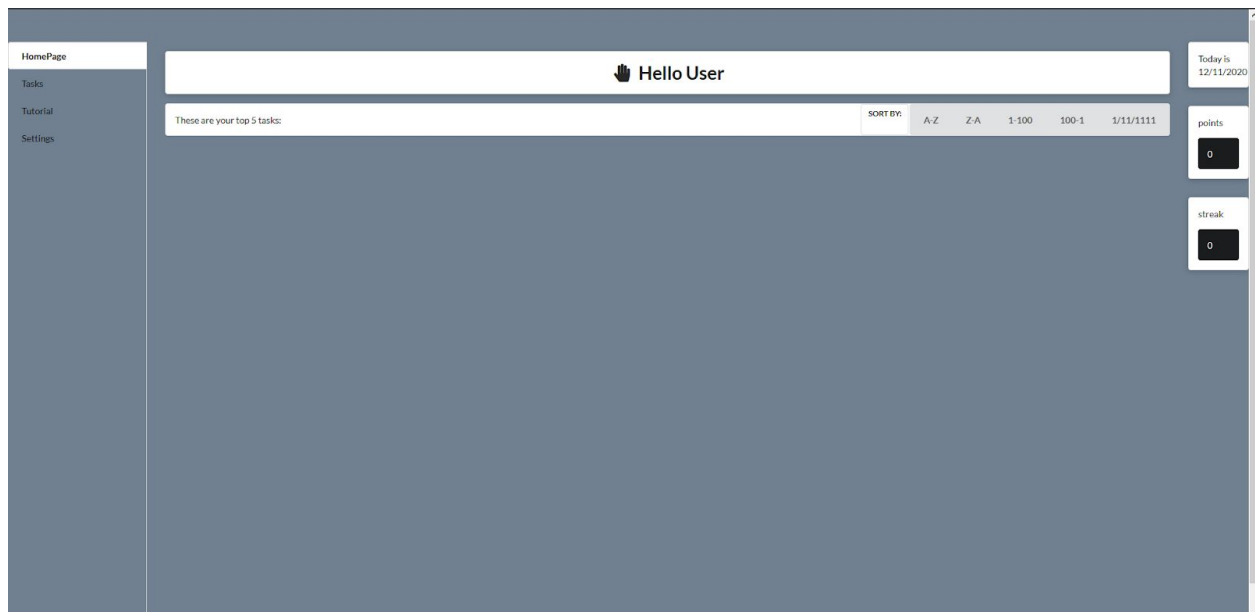 HomePage
Tasks
Tutorial
Settings
Hello User
These are your top 5 tasks:
SORT BY: A-Z Z-A 1-100 100-1 1/11/1111
Today is
12/11/2020
points
0
streak
0